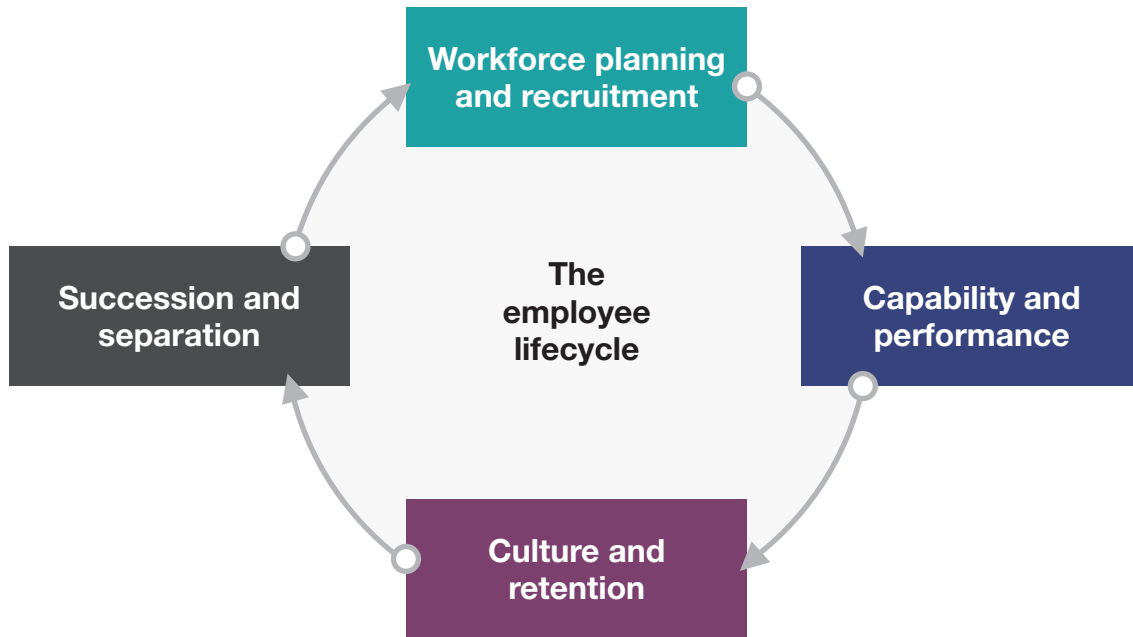 Workforce planning
and recruitment
Capability and
performance
Culture and
retention
Succession and
separation
The
employee
lifecycle